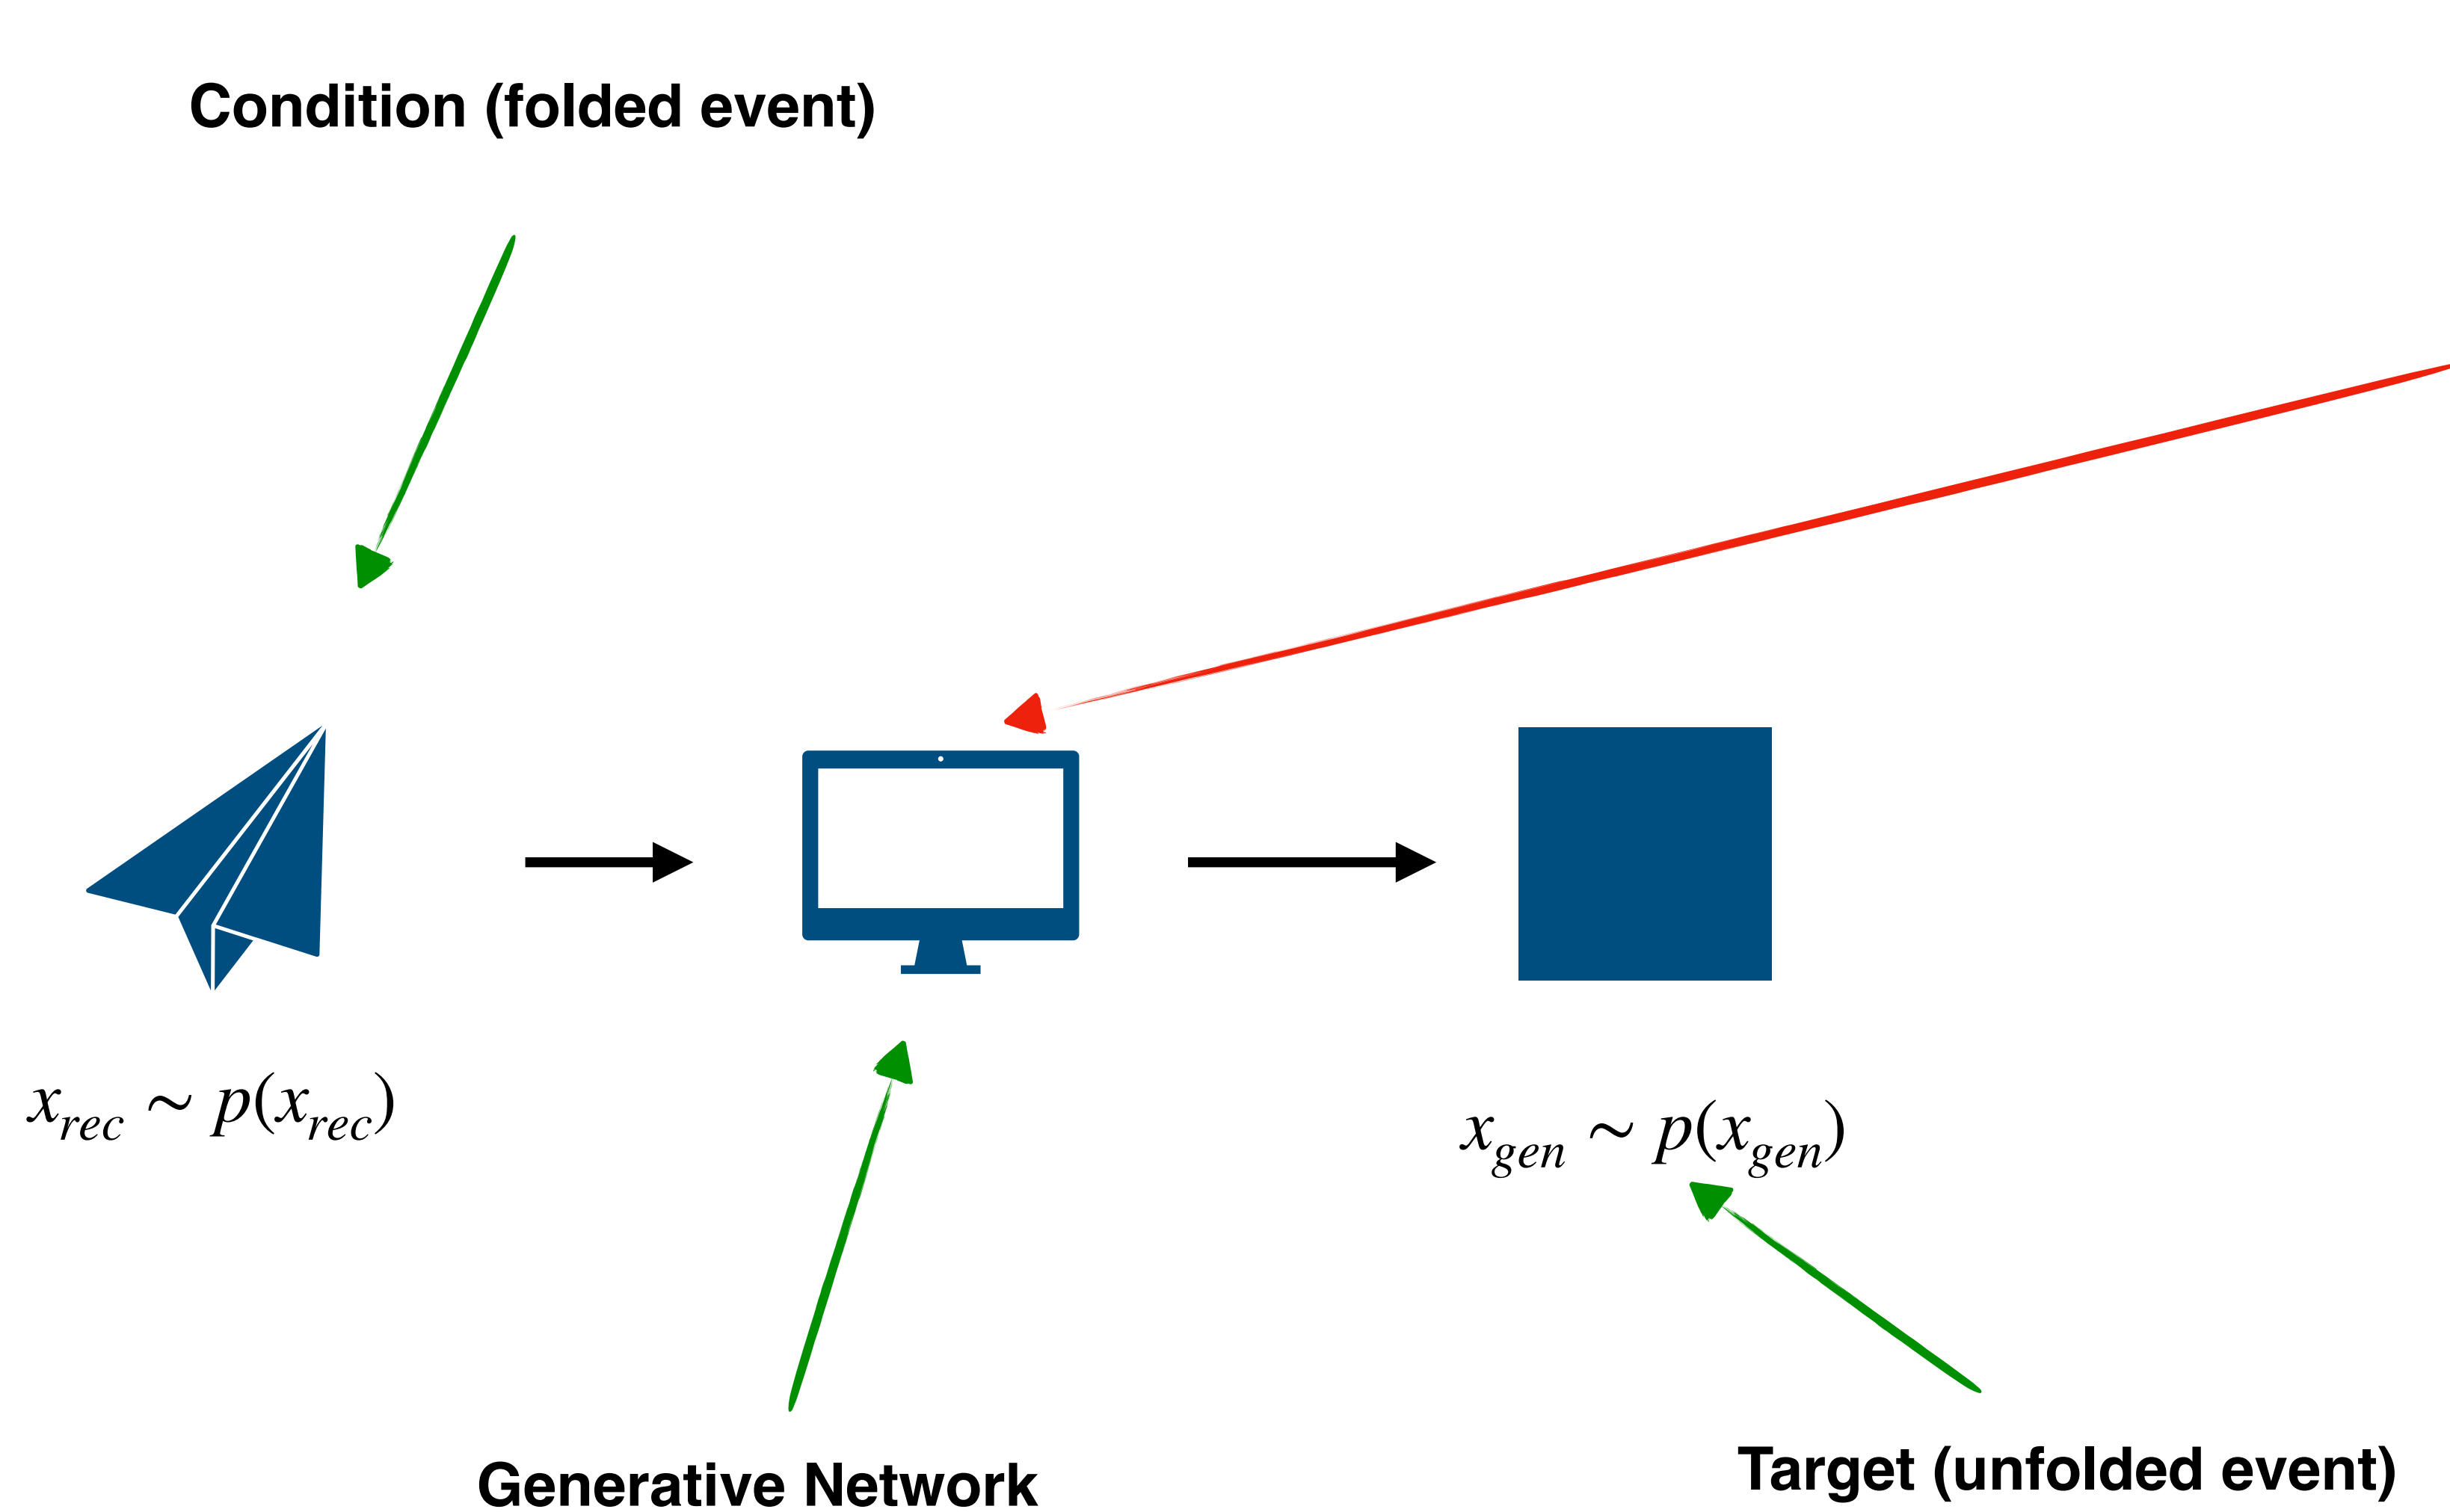 Condition (folded event)
x_rec ~ p(x_rec)
x_gen ~ p(x_gen)
Generative Network
Target (unfolded event)